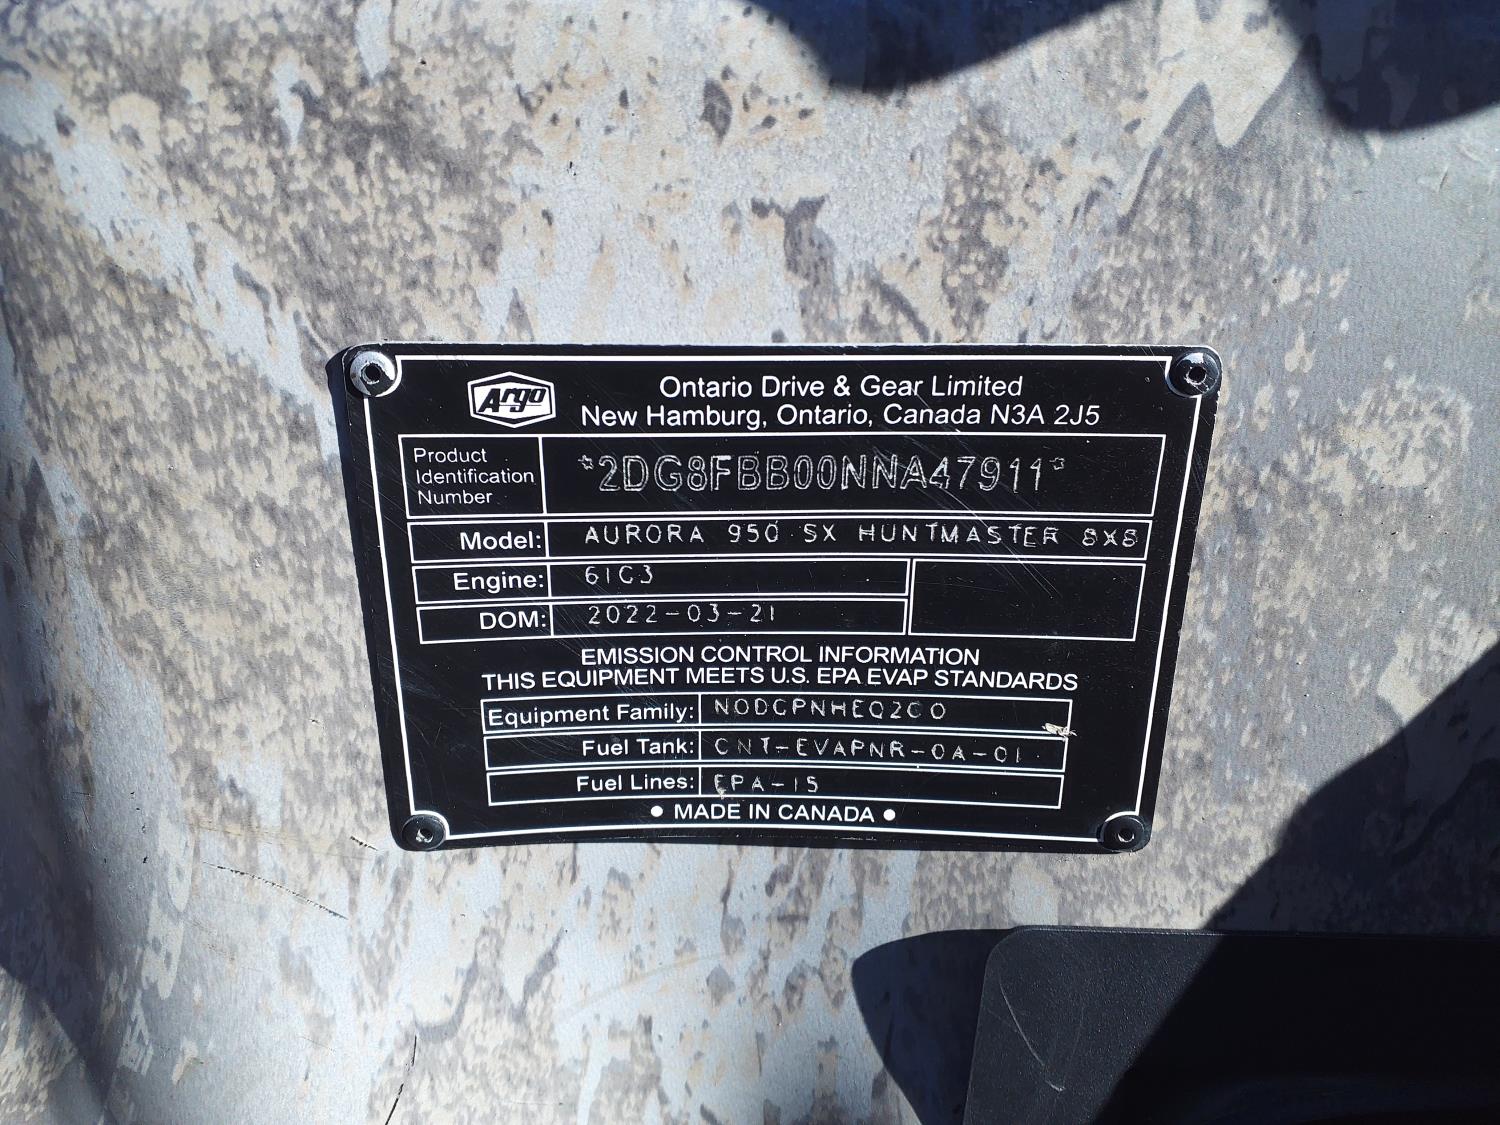 Argo
Ontario Drive & Gear Limited
New Hamburg, Ontario, Canada N3A 2J5
Product Identification Number *2DG8FBB00NNA47911*
Model: AURORA 950 SX HUNTMASTER 8X8
Engine: 61C3
DOM: 2022-03-21
EMISSION CONTROL INFORMATION
THIS EQUIPMENT MEETS U.S. EPA EVAP STANDARDS
Equipment Family: NODGPNHEQ2C0
Fuel Tank: CNT-EVAPNR-0A-01
Fuel Lines: EPA-15
• MADE IN CANADA •